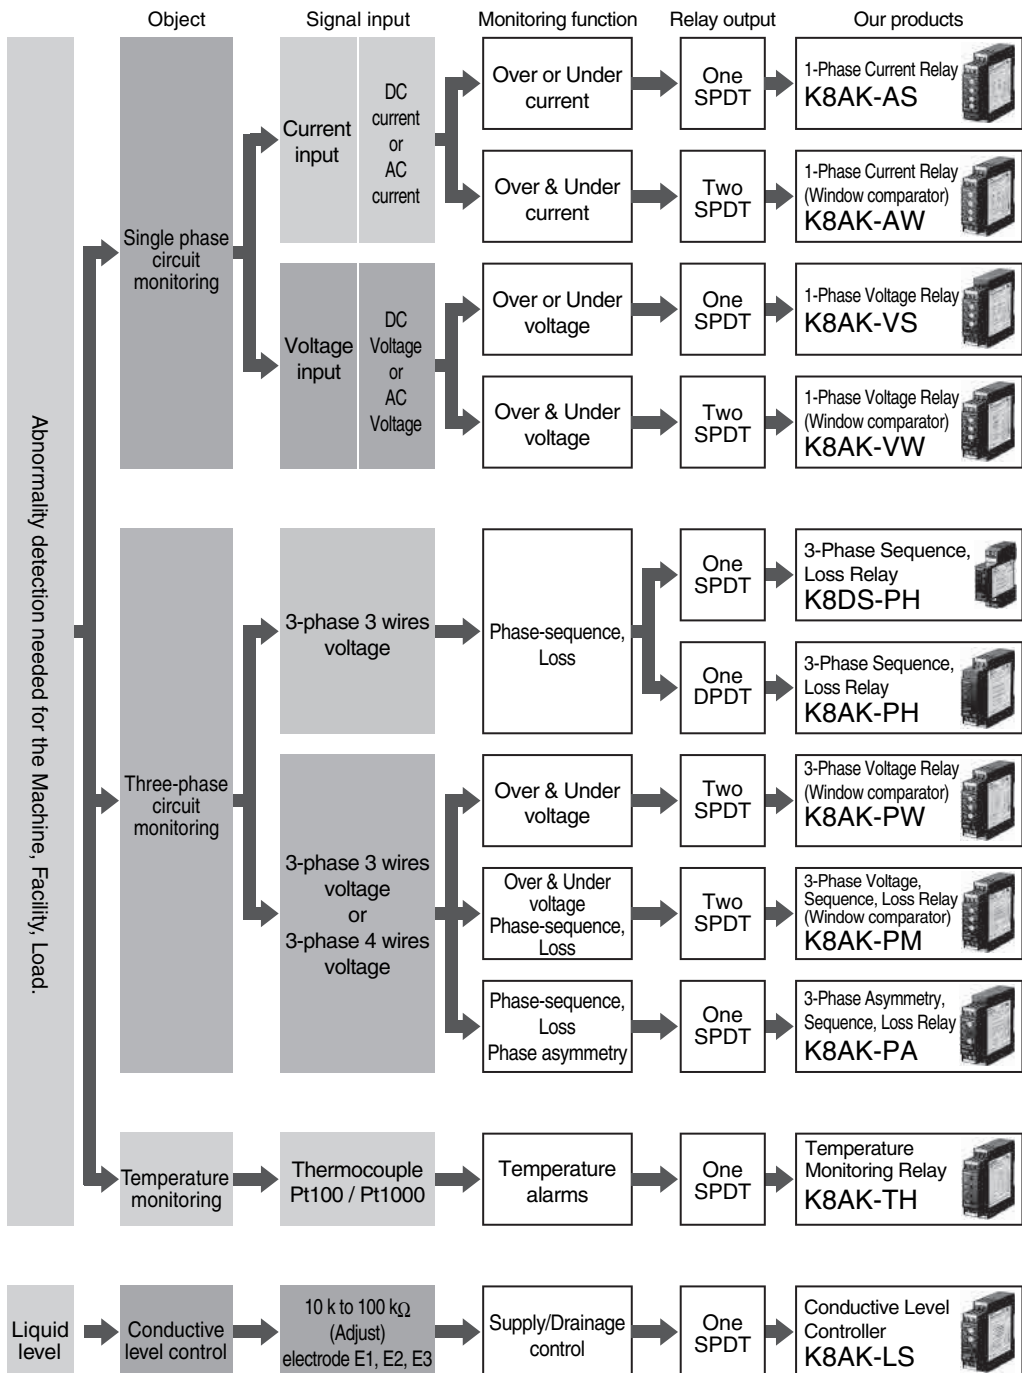 Object
Signal input
Monitoring function
Relay output
Our products
Abnormality detection needed for the Machine, Facility, Load.
Single phase
circuit
monitoring
Current
input
DC
current
or
AC
current
Over or Under
current
One
SPDT
1-Phase Current Relay
K8AK-AS
Over & Under
current
Two
SPDT
1-Phase Current Relay
(Window comparator)
K8AK-AW
Voltage
input
DC
Voltage
or
AC
Voltage
Over or Under
voltage
One
SPDT
1-Phase Voltage Relay
K8AK-VS
Over & Under
voltage
Two
SPDT
1-Phase Voltage Relay
(Window comparator)
K8AK-VW
Three-phase
circuit
monitoring
3-phase 3 wires
voltage
Phase-sequence,
Loss
One
SPDT
3-Phase Sequence,
Loss Relay
K8DS-PH
One
DPDT
3-Phase Sequence,
Loss Relay
K8AK-PH
3-phase 3 wires
voltage
or
3-phase 4 wires
voltage
Over & Under
voltage
Two
SPDT
3-Phase Voltage Relay
(Window comparator)
K8AK-PW
Over & Under
voltage
Phase-sequence,
Loss
Two
SPDT
3-Phase Voltage,
Sequence, Loss Relay
(Window comparator)
K8AK-PM
Phase-sequence,
Loss
Phase asymmetry
One
SPDT
3-Phase Asymmetry,
Sequence, Loss Relay
K8AK-PA
Temperature
monitoring
Thermocouple
Pt100 / Pt1000
Temperature
alarms
One
SPDT
Temperature
Monitoring Relay
K8AK-TH
Liquid
level
Conductive
level control
10 k to 100 kΩ
(Adjust)
electrode E1, E2, E3
Supply/Drainage
control
One
SPDT
Conductive Level
Controller
K8AK-LS